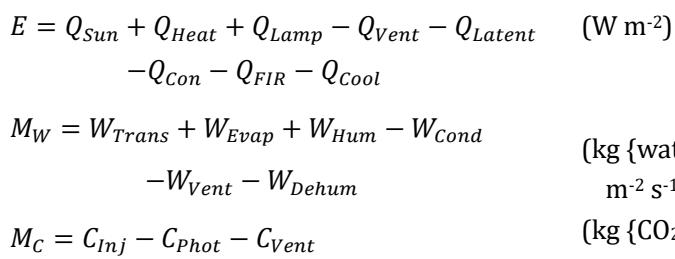 E = Q_Sun + Q_Heat + Q_Lamp − Q_Vent − Q_Latent (W m⁻²)
−Q_Con − Q_FIR − Q_Cool
M_W = W_Trans + W_Evap + W_Hum − W_Cond
(kg {wat
−W_Vent − W_Dehum
m⁻² s⁻¹
M_C = C_Inj − C_Phot − C_Vent (kg {CO₂